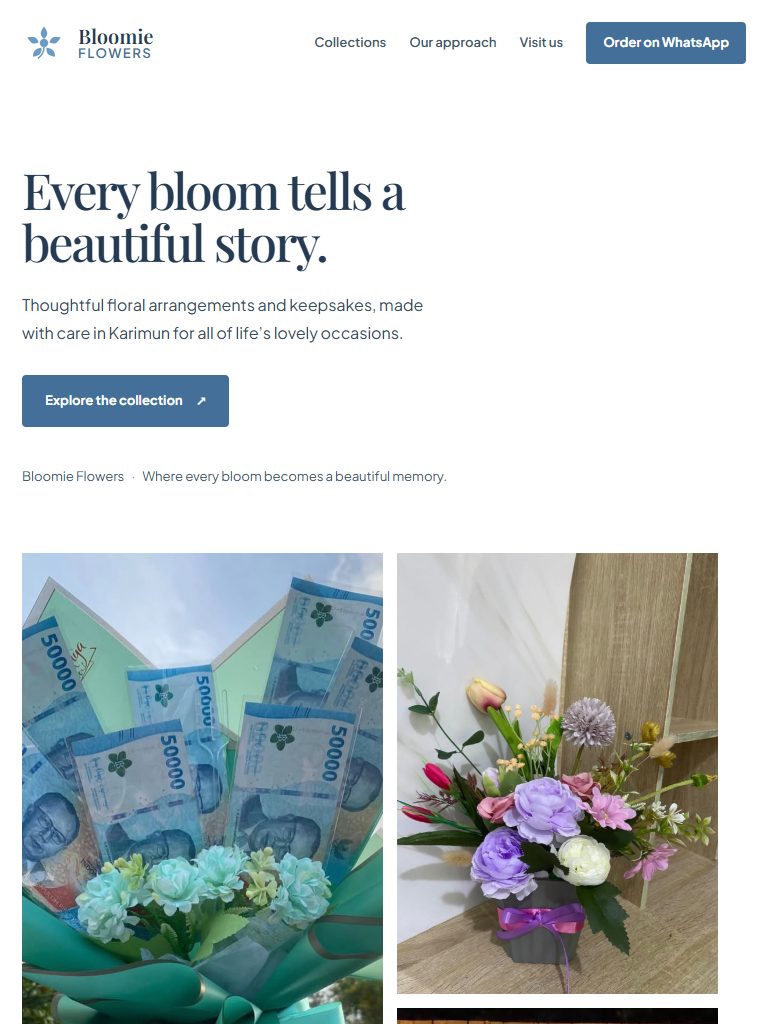 Bloomie
FLOWERS
Collections
Our approach
Visit us
Order on WhatsApp
Every bloom tells a
beautiful story.
Thoughtful floral arrangements and keepsakes, made
with care in Karimun for all of life’s lovely occasions.
Explore the collection ↗
Bloomie Flowers · Where every bloom becomes a beautiful memory.
50000
500
50000
50000
50000